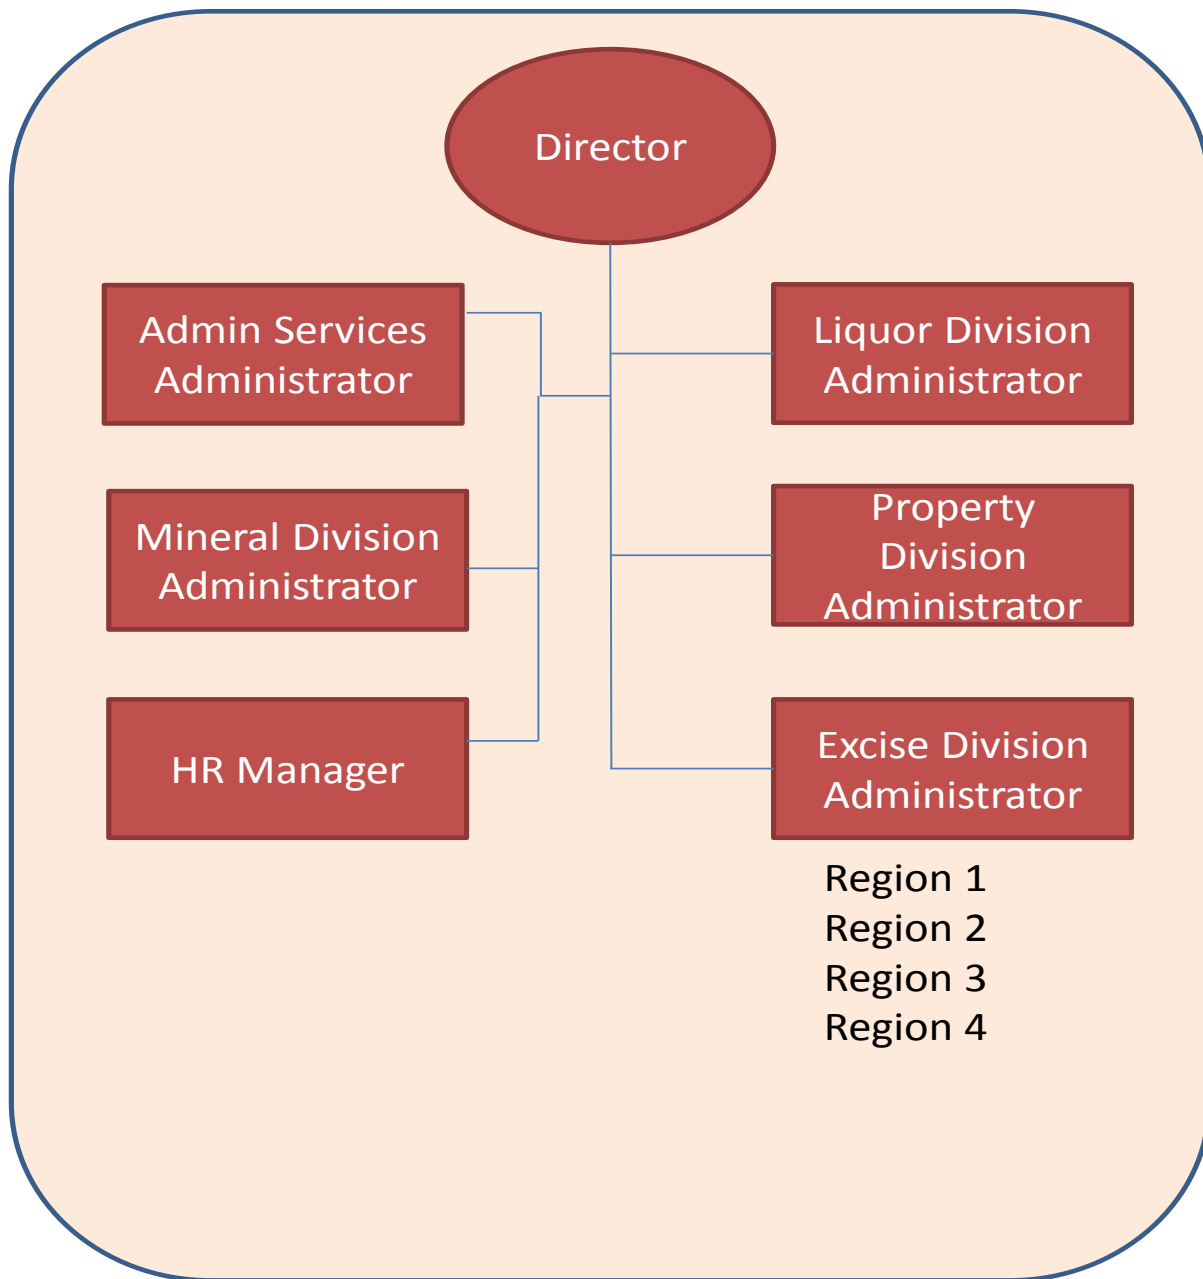 Director
Admin Services
Administrator
Liquor Division
Administrator
Mineral Division
Administrator
Property
Division
Administrator
HR Manager
Excise Division
Administrator
Region 1
Region 2
Region 3
Region 4